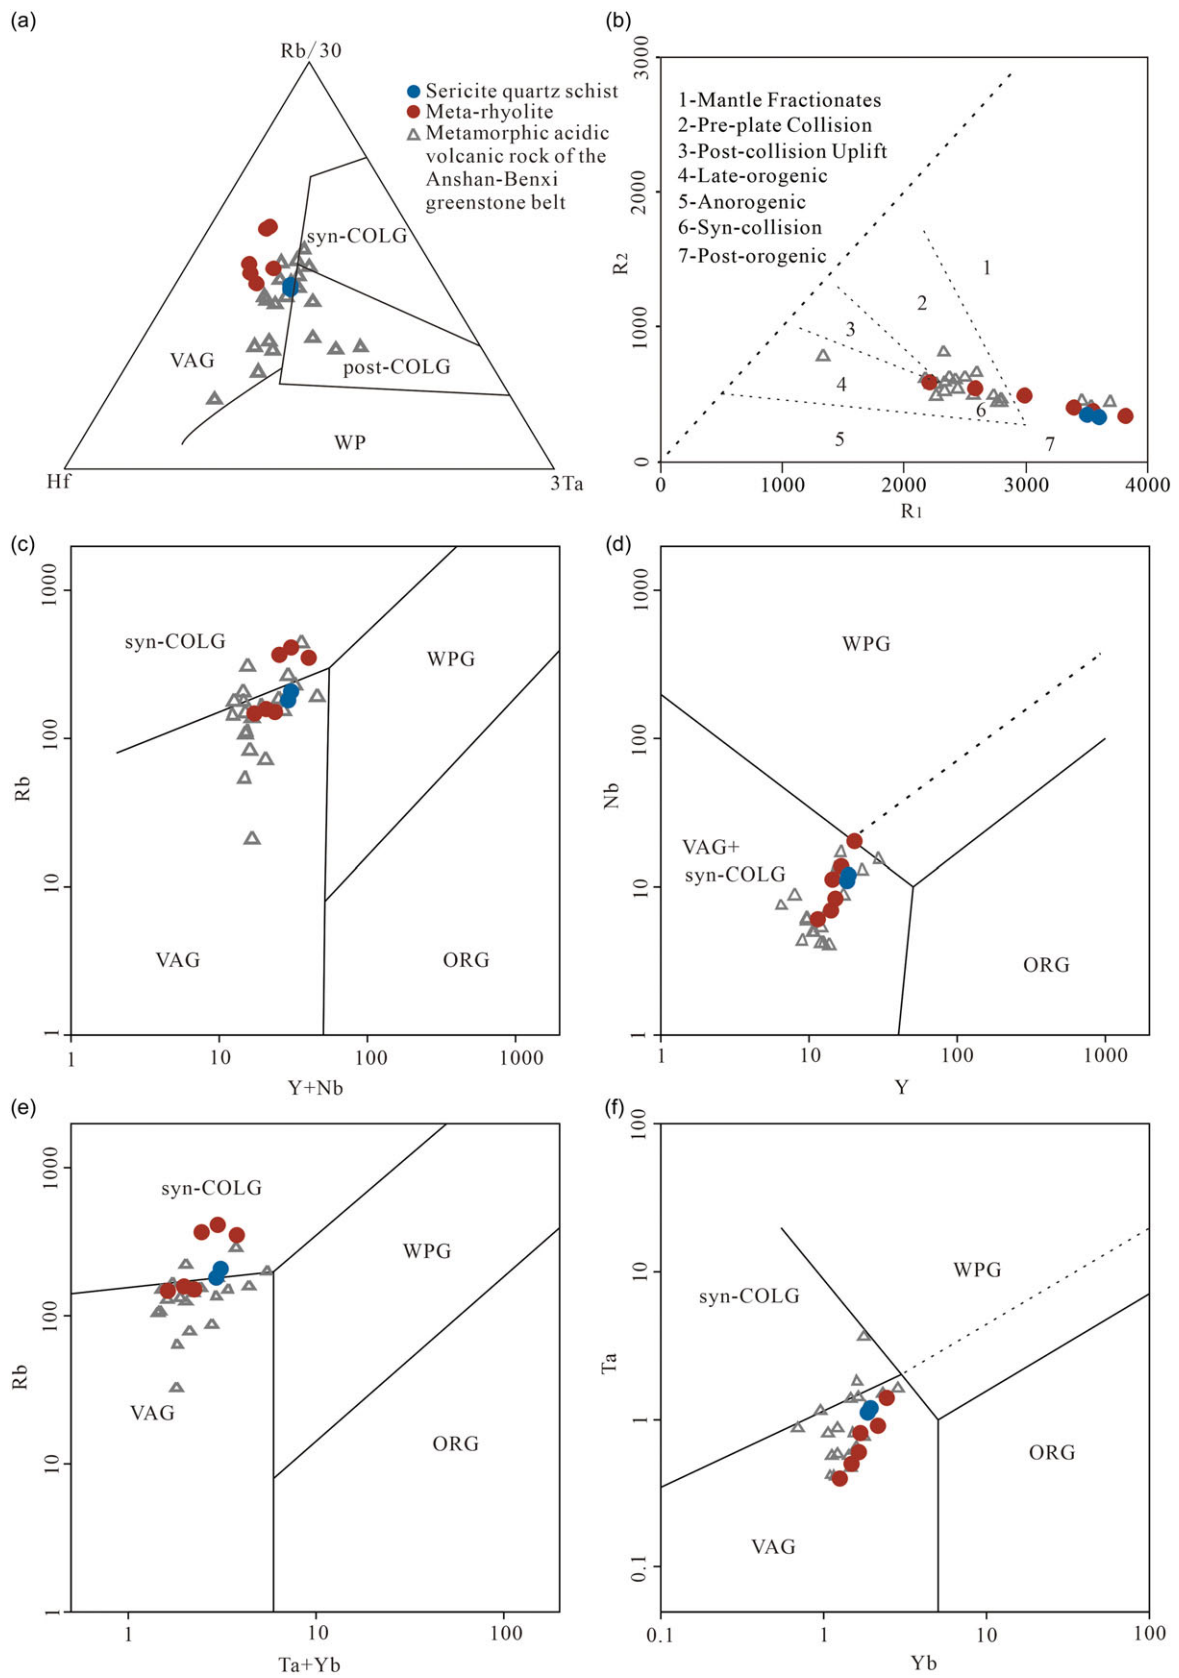 (a)
Rb/30
Sericite quartz schist
Meta-rhyolite
Metamorphic acidic
volcanic rock of the
Anshan-Benxi
greenstone belt
syn-COLG
VAG
post-COLG
WP
Hf
3Ta
(b)
3000
2000
1000
0
R2
1-Mantle Fractionates
2-Pre-plate Collision
3-Post-collision Uplift
4-Late-orogenic
5-Anorogenic
6-Syn-collision
7-Post-orogenic
1
2
3
4
5
6
7
0
1000
2000
3000
4000
R1
(c)
1000
100
10
1
Rb
syn-COLG
WPG
VAG
ORG
1
10
100
1000
Y+Nb
(d)
1000
100
10
1
Nb
WPG
VAG+
syn-COLG
ORG
1
10
100
1000
Y
(e)
1000
100
10
1
Rb
syn-COLG
WPG
VAG
ORG
1
10
100
Ta+Yb
(f)
100
10
1
0.1
Ta
syn-COLG
WPG
VAG
ORG
0.1
1
10
100
Yb